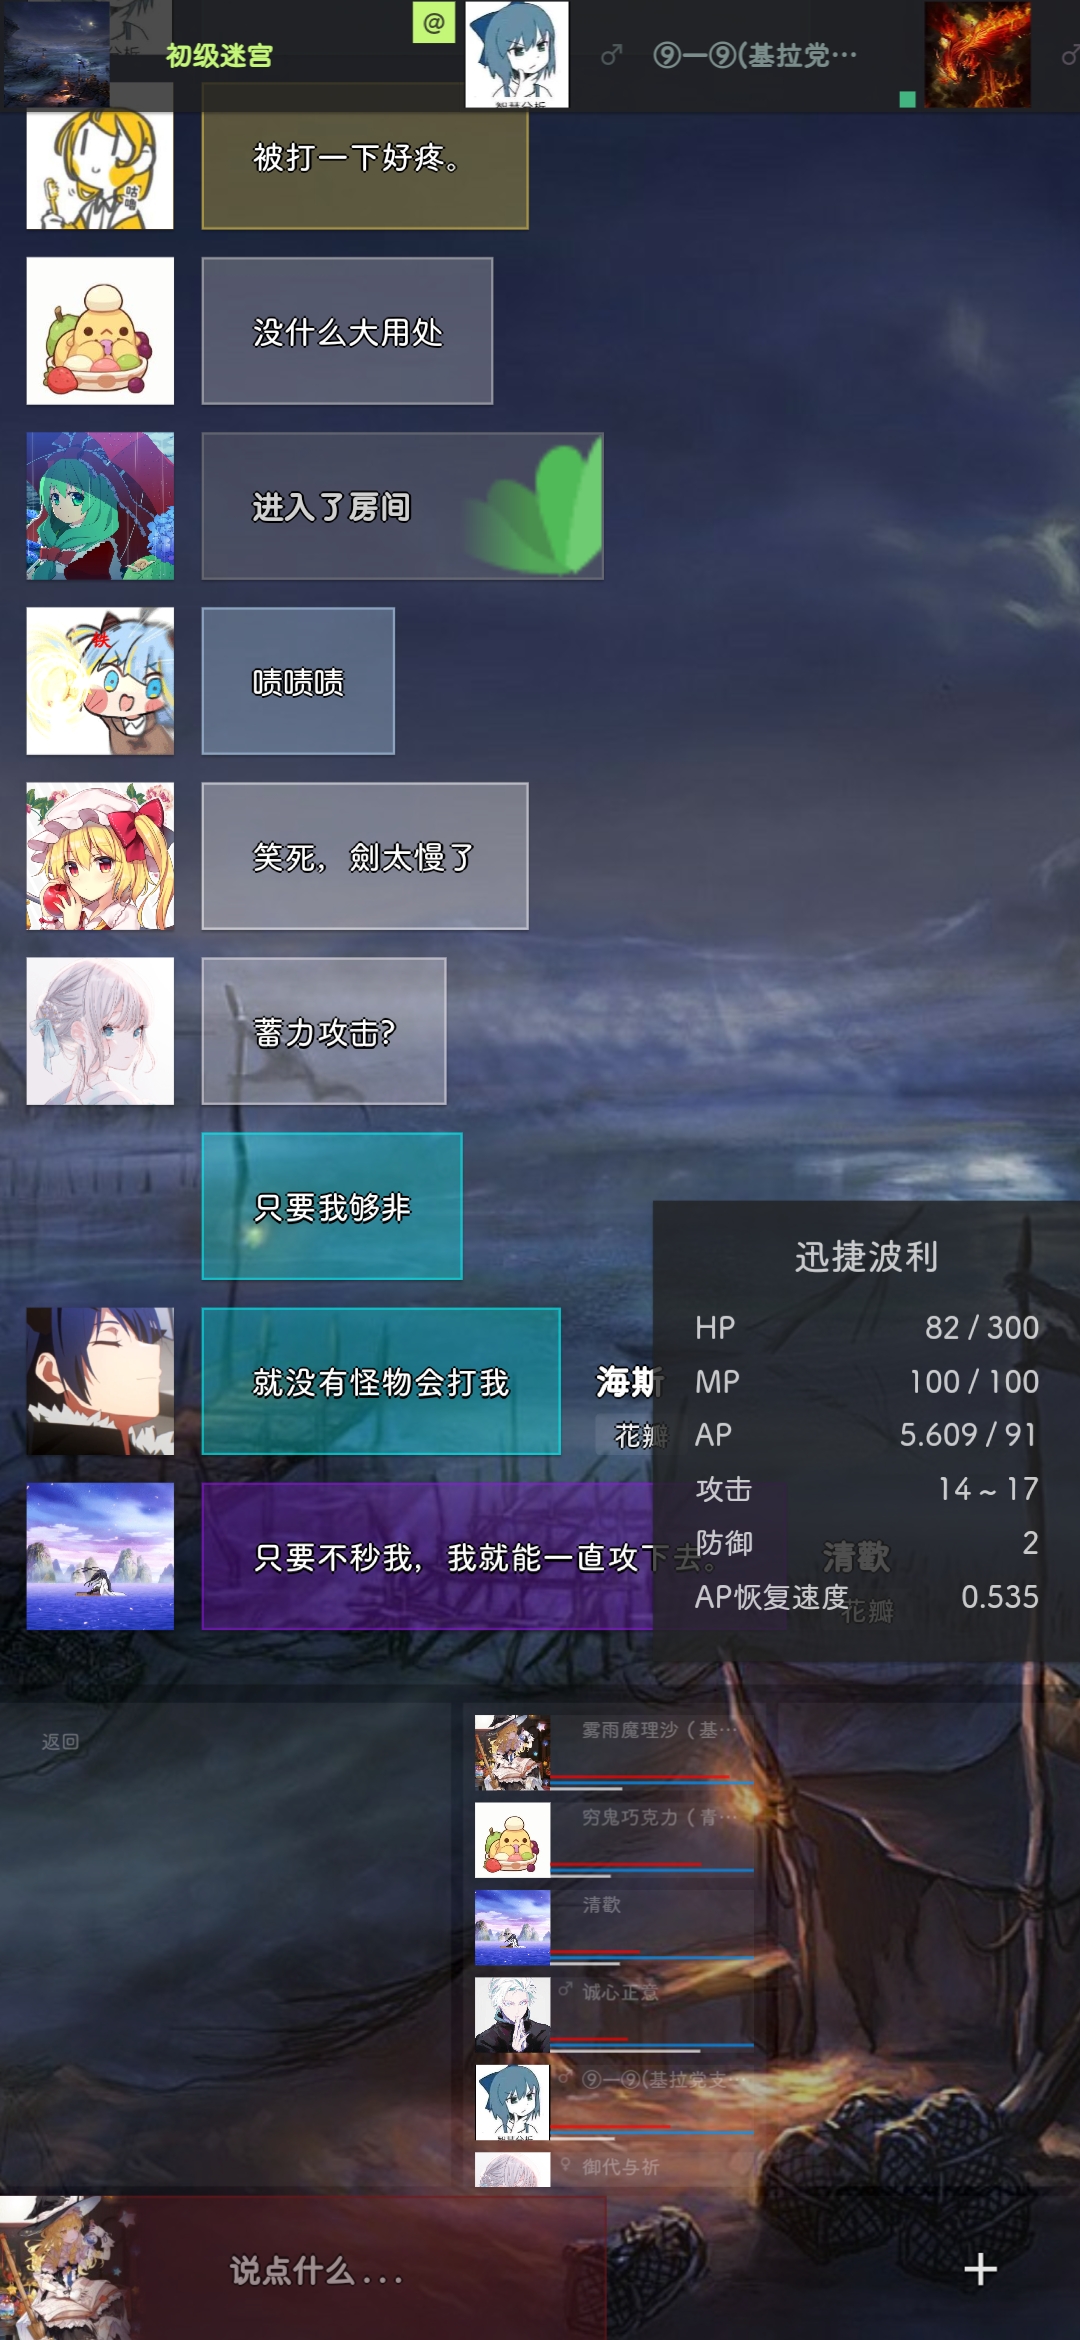 初级迷宫
@
♂ ⑨一⑨(基拉党…
♂
被打一下好疼。
咕噜
没什么大用处
进入了房间
铁
啧啧啧
笑死，劍太慢了
蓄力攻击?
只要我够非
就没有怪物会打我
海斯
花瓣
只要不秒我，我就能一直攻下去。
清歡
花瓣
迅捷波利
HP 82 / 300
MP 100 / 100
AP 5.609 / 91
攻击 14 ~ 17
防御 2
AP恢复速度 0.535
返回
雾雨魔理沙（基…
穷鬼巧克力（青…
清歡
♂ 诚心正意
♂ ⑨一⑨(基拉党支…
♀ 御代与祈
说点什么...
+